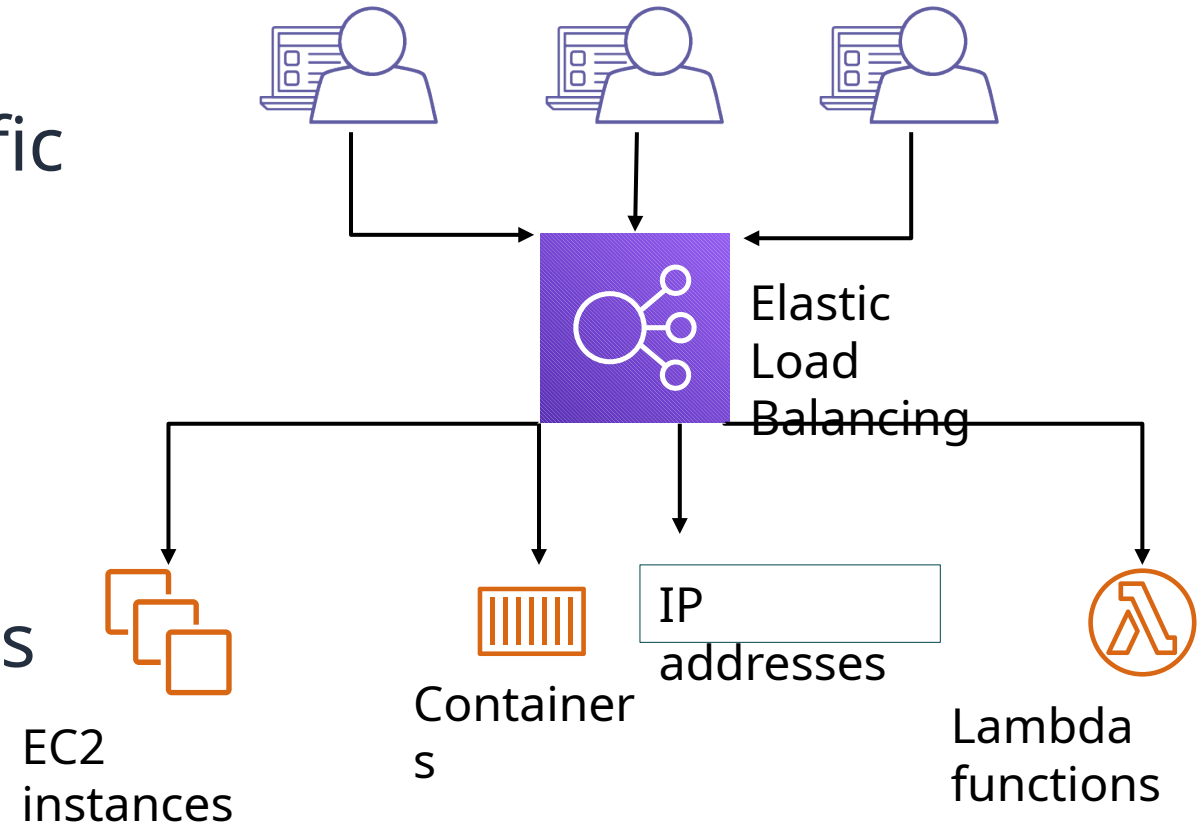 fic
Elastic
Load
Balancing
s
IP
addresses
Container
s
EC2
instances
Lambda
functions